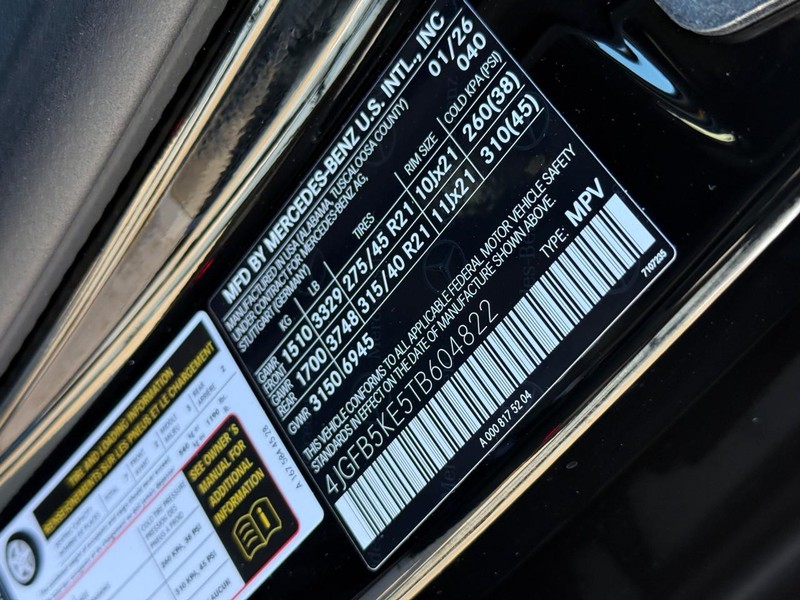 MFD BY MERCEDES-BENZ U.S. INTL., INC
MANUFACTURED IN USA (ALABAMA, TUSCALOOSA COUNTY) 01/26
UNDER CONTRACT FOR MERCEDES-BENZ AG, 040
STUTTGART (GERMANY)
KG LB TIRES RIM SIZE COLD KPA(PSI)
GAWR FRONT 1510 3329 275/45 R21 10Jx21 260(38)
GAWR REAR 1700 3748 315/40 R21 11Jx21 310(45)
GVWR 3150 6945
THIS VEHICLE CONFORMS TO ALL APPLICABLE FEDERAL MOTOR VEHICLE SAFETY
STANDARDS IN EFFECT ON THE DATE OF MANUFACTURE SHOWN ABOVE.
4JGFB5KE5TB604822 TYPE: MPV
A 000 817 52 04
7107235
TIRE AND LOADING INFORMATION
RENSEIGNEMENTS SUR LES PNEUS ET LE CHARGEMENT
SEE OWNER'S
MANUAL FOR
ADDITIONAL
INFORMATION